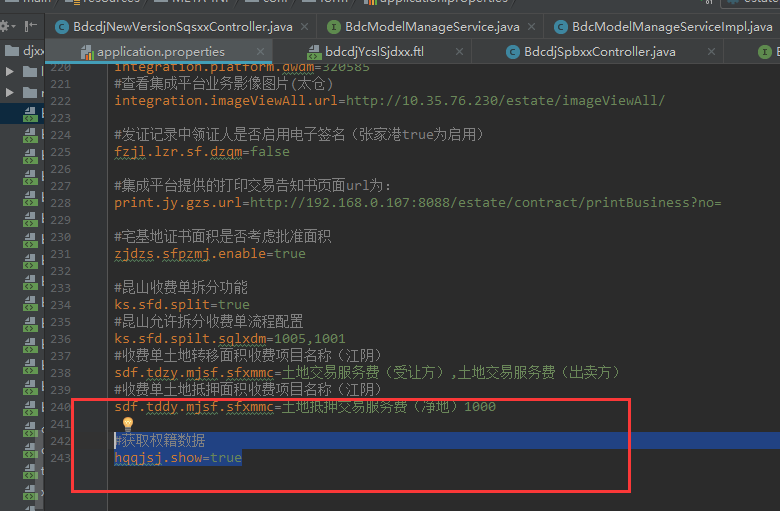 BdcdjNewVersionSqsxxController.java
BdcModelManageService.java
BdcModelManageServiceImpl.java
application.properties
bdcdjYcslSjdxx.ftl
BdcdjSpbxxController.java
djxx
220 integration.platform.dwdm=320585
221 #查看集成平台业务影像图片(太仓)
222 integration.imageViewAll.url=http://10.35.76.230/estate/imageViewAll/
223
224 #发证记录中领证人是否启用电子签名（张家港true为启用）
225 fzjl.lzr.sf.dzqm=false
226
227 #集成平台提供的打印交易告知书页面url为:
228 print.jy.gzs.url=http://192.168.0.107:8088/estate/contract/printBusiness?no=
229
230 #宅基地证书面积是否考虑批准面积
231 zjdzs.sfpzmj.enable=true
232
233 #昆山收费单拆分功能
234 ks.sfd.split=true
235 #昆山允许拆分收费单流程配置
236 ks.sfd.spilt.sqlxdm=1005,1001
237 #收费单土地转移面积收费项目名称（江阴）
238 sdf.tdzy.mjsf.sfxmmc=土地交易服务费（受让方）,土地交易服务费（出卖方）
239 #收费单土地抵押面积收费项目名称（江阴）
240 sdf.tddy.mjsf.sfxmmc=土地抵押交易服务费（净地）1000
241
242 #获取权籍数据
243 hqqjsj.show=true